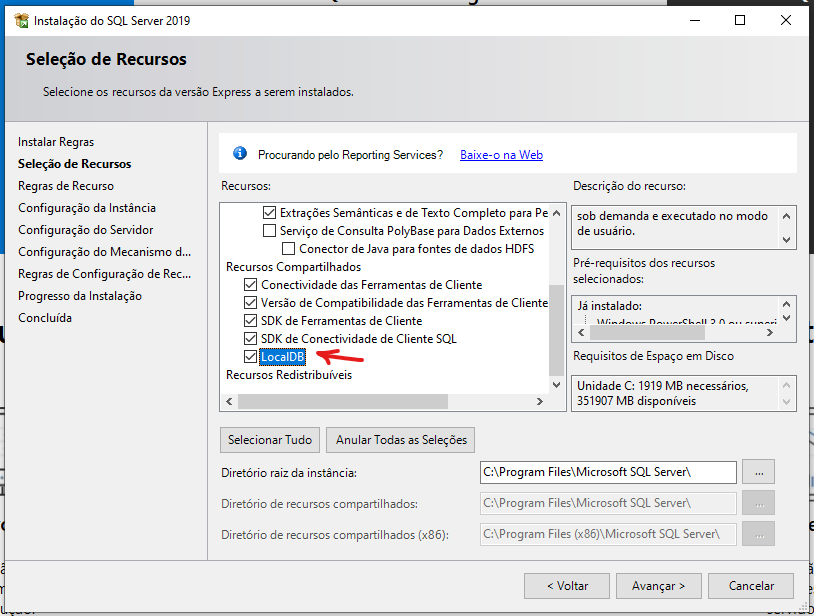 Instalação do SQL Server 2019
Seleção de Recursos
Selecione os recursos da versão Express a serem instalados.
Instalar Regras
Seleção de Recursos
Regras de Recurso
Configuração da Instância
Configuração do Servidor
Configuração do Mecanismo d...
Regras de Configuração de Rec...
Progresso da Instalação
Concluída
Procurando pelo Reporting Services? Baixe-o na Web
Recursos:
Extrações Semânticas e de Texto Completo para Pe
Serviço de Consulta PolyBase para Dados Externos
Conector de Java para fontes de dados HDFS
Recursos Compartilhados
Conectividade das Ferramentas de Cliente
Versão de Compatibilidade das Ferramentas de Cliente
SDK de Ferramentas de Cliente
SDK de Conectividade de Cliente SQL
LocalDB
Recursos Redistribuíveis
Descrição do recurso:
sob demanda e executado no modo
de usuário.
Pré-requisitos dos recursos
selecionados:
Já instalado:
Windows PowerShell 3.0 ou superi
Requisitos de Espaço em Disco
Unidade C: 1919 MB necessários,
351907 MB disponíveis
Selecionar Tudo
Anular Todas as Seleções
Diretório raiz da instância: C:\Program Files\Microsoft SQL Server\ ...
Diretório de recursos compartilhados: C:\Program Files\Microsoft SQL Server\ ...
Diretório de recursos compartilhados (x86): C:\Program Files (x86)\Microsoft SQL Server\ ...
< Voltar
Avançar >
Cancelar